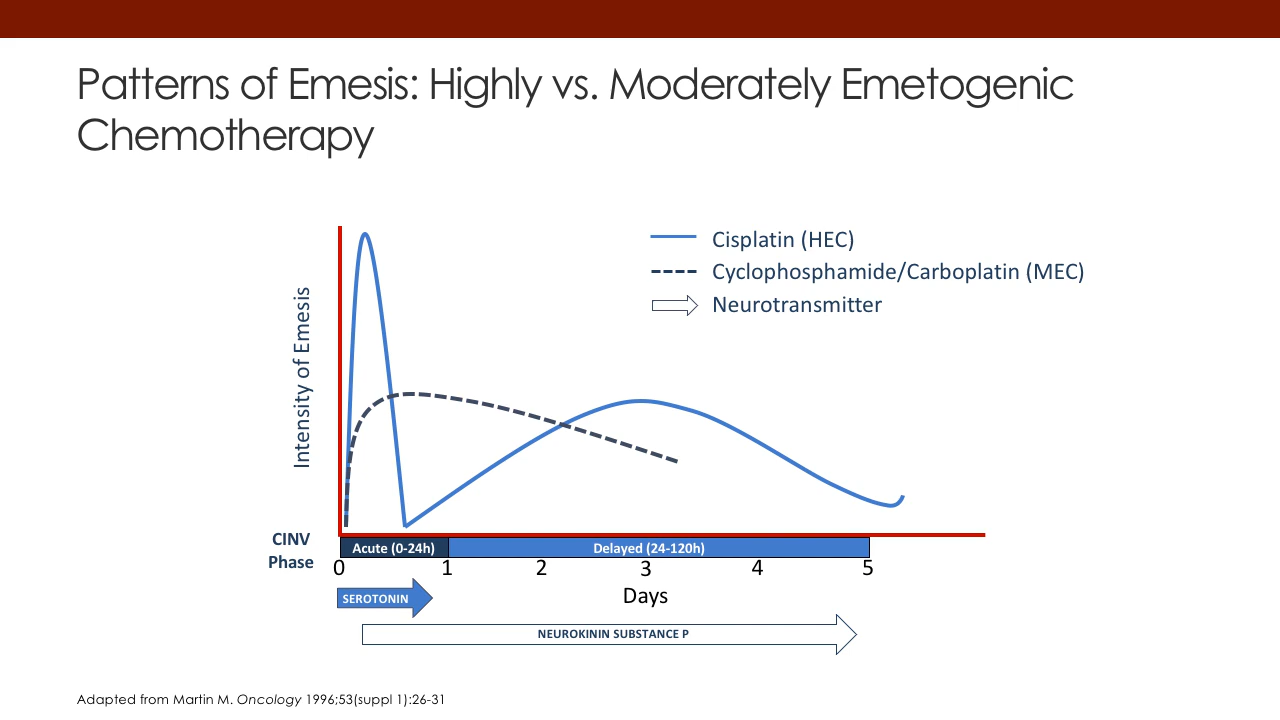 Patterns of Emesis: Highly vs. Moderately Emetogenic
Chemotherapy
Cisplatin (HEC)
Cyclophosphamide/Carboplatin (MEC)
Neurotransmitter
Intensity of Emesis
CINV
Phase
Acute (0-24h)
Delayed (24-120h)
0 1 2 3 4 5
Days
SEROTONIN
NEUROKININ SUBSTANCE P
Adapted from Martin M. Oncology 1996;53(suppl 1):26-31